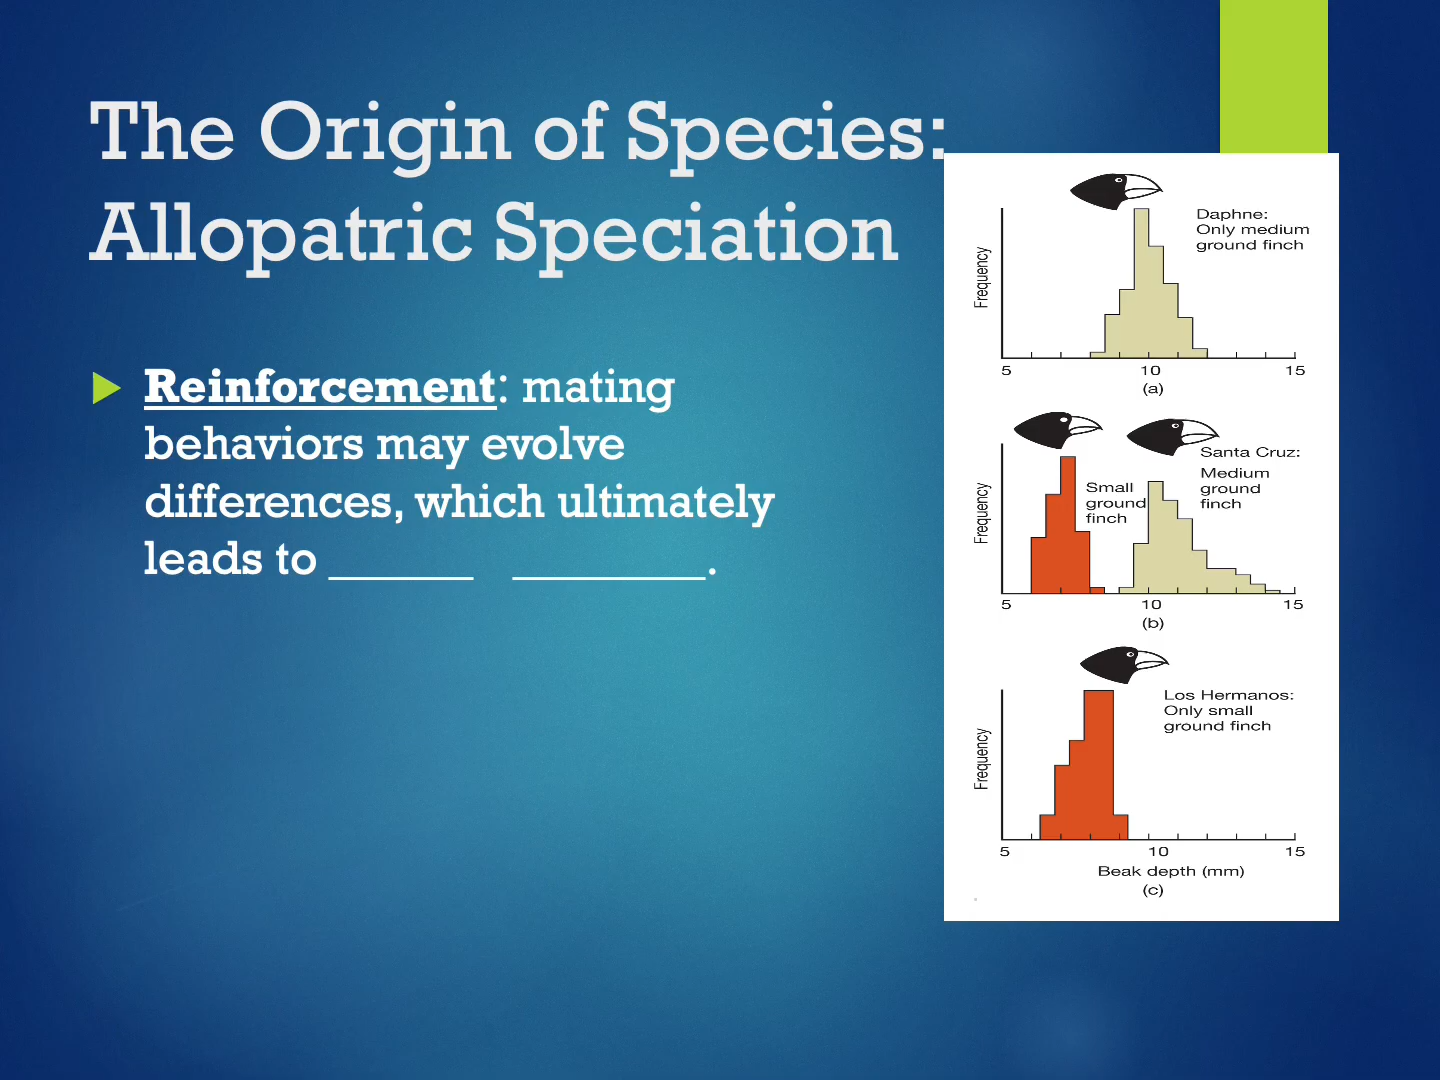 The Origin of Species:
Allopatric Speciation
Reinforcement: mating
behaviors may evolve
differences, which ultimately
leads to ______ ________.
Daphne:
Only medium
ground finch
Frequency
5 10 15
(a)
Santa Cruz:
Small
ground
finch
Medium
ground
finch
Frequency
5 10 15
(b)
Los Hermanos:
Only small
ground finch
Frequency
5 10 15
Beak depth (mm)
(c)